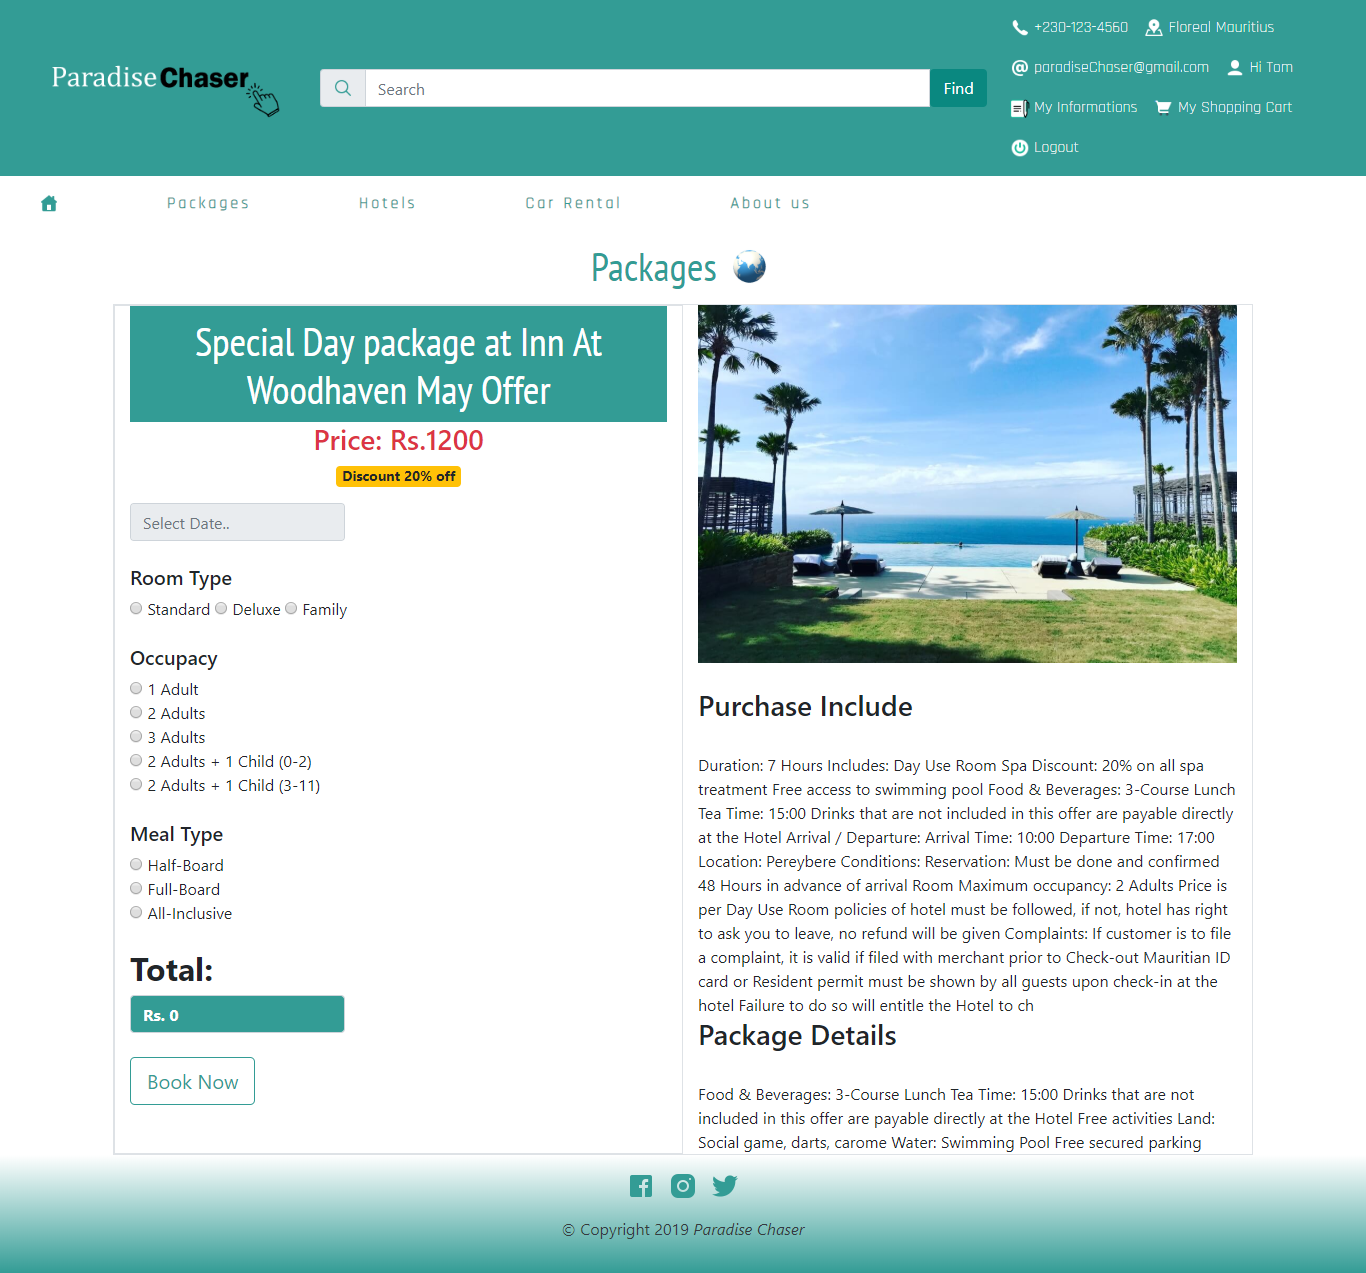 ParadiseChaser
Search
Find
+230-123-4560
Floreal Mauritius
paradiseChaser@gmail.com
Hi Tom
My Informations
My Shopping Cart
Logout
Packages
Hotels
Car Rental
About us
Packages
Special Day package at Inn At
Woodhaven May Offer
Price: Rs.1200
Discount 20% off
Select Date..
Room Type
Standard Deluxe Family
Occupacy
1 Adult
2 Adults
3 Adults
2 Adults + 1 Child (0-2)
2 Adults + 1 Child (3-11)
Meal Type
Half-Board
Full-Board
All-Inclusive
Total:
Rs. 0
Book Now
Purchase Include
Duration: 7 Hours Includes: Day Use Room Spa Discount: 20% on all spa
treatment Free access to swimming pool Food & Beverages: 3-Course Lunch
Tea Time: 15:00 Drinks that are not included in this offer are payable directly
at the Hotel Arrival / Departure: Arrival Time: 10:00 Departure Time: 17:00
Location: Pereybere Conditions: Reservation: Must be done and confirmed
48 Hours in advance of arrival Room Maximum occupancy: 2 Adults Price is
per Day Use Room policies of hotel must be followed, if not, hotel has right
to ask you to leave, no refund will be given Complaints: If customer is to file
a complaint, it is valid if filed with merchant prior to Check-out Mauritian ID
card or Resident permit must be shown by all guests upon check-in at the
hotel Failure to do so will entitle the Hotel to ch
Package Details
Food & Beverages: 3-Course Lunch Tea Time: 15:00 Drinks that are not
included in this offer are payable directly at the Hotel Free activities Land:
Social game, darts, carome Water: Swimming Pool Free secured parking
© Copyright 2019 Paradise Chaser